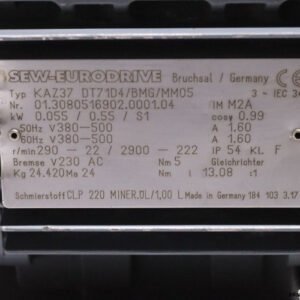 SEW-EURODRIVE Bruchsal / Germany
Typ KAZ37 DT71D4/BMG/MM05 3 ~ IEC 34
Nr. 01.3080516902.0001.04 IM M2A
kW 0.055 / 0.55 / S1 cosφ 0.99
50Hz V380-500 A 1.60
60Hz V380-500 A 1.60
r/min 290 - 22 / 2900 - 222 IP 54 KL F
Bremse V230 AC Nm 5 Gleichrichter
Kg 24.420 Ma 24 Nm i 13.08 :1
Schmierstoff CLP 220 MINER.ÖL/1,00 L Made in Germany 184 103 3.17